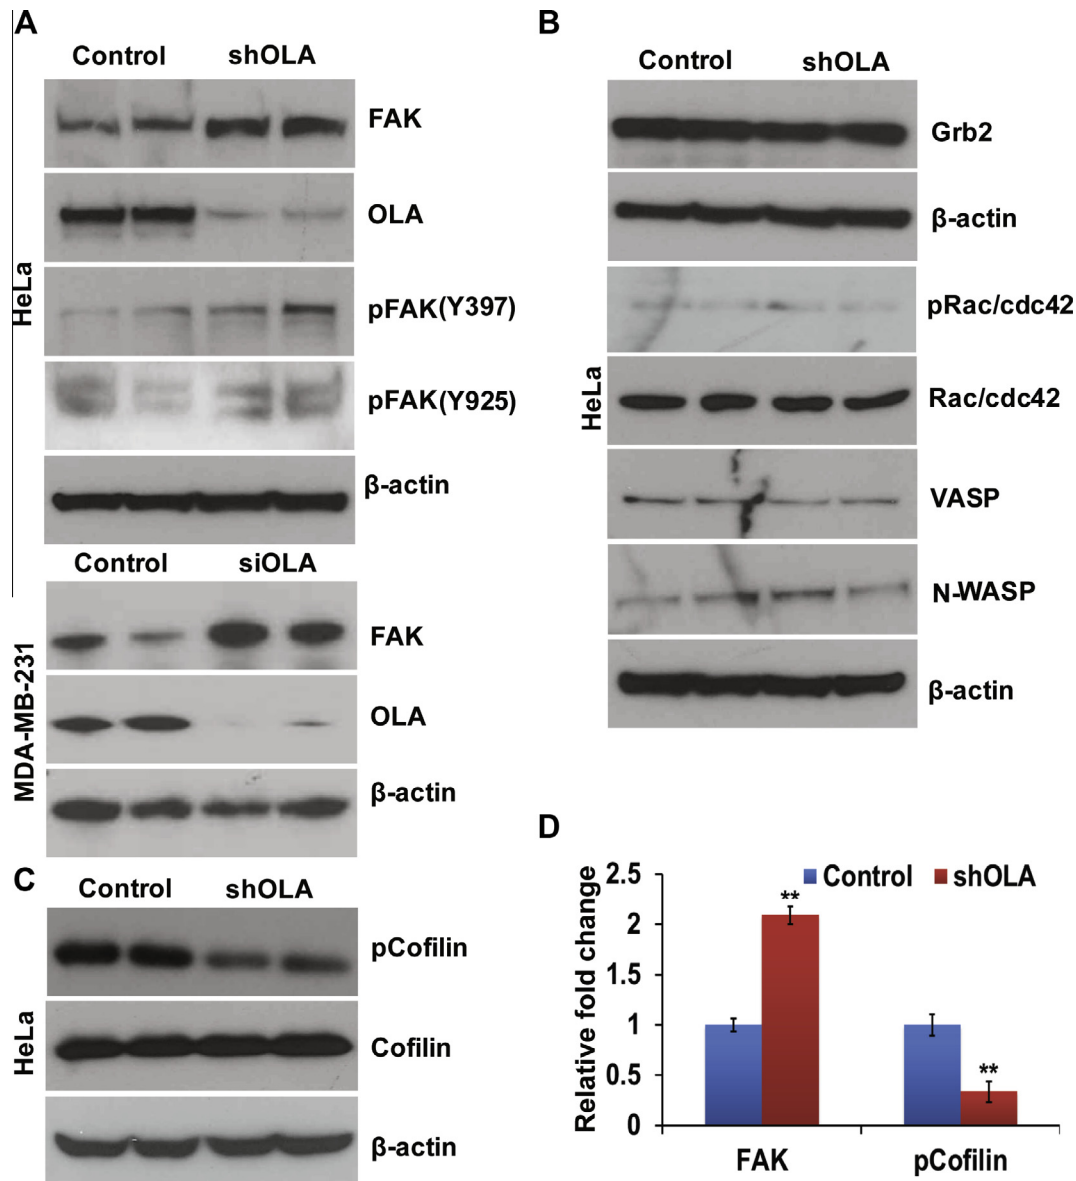 A
Control shOLA
FAK
OLA
pFAK(Y397)
pFAK(Y925)
β-actin
HeLa
Control siOLA
FAK
OLA
β-actin
MDA-MB-231
B
Control shOLA
Grb2
β-actin
pRac/cdc42
Rac/cdc42
VASP
N-WASP
β-actin
HeLa
C
Control shOLA
pCofilin
Cofilin
β-actin
HeLa
D
Control shOLA
Relative fold change
2.5
2
1.5
1
0.5
0
**
**
FAK pCofilin